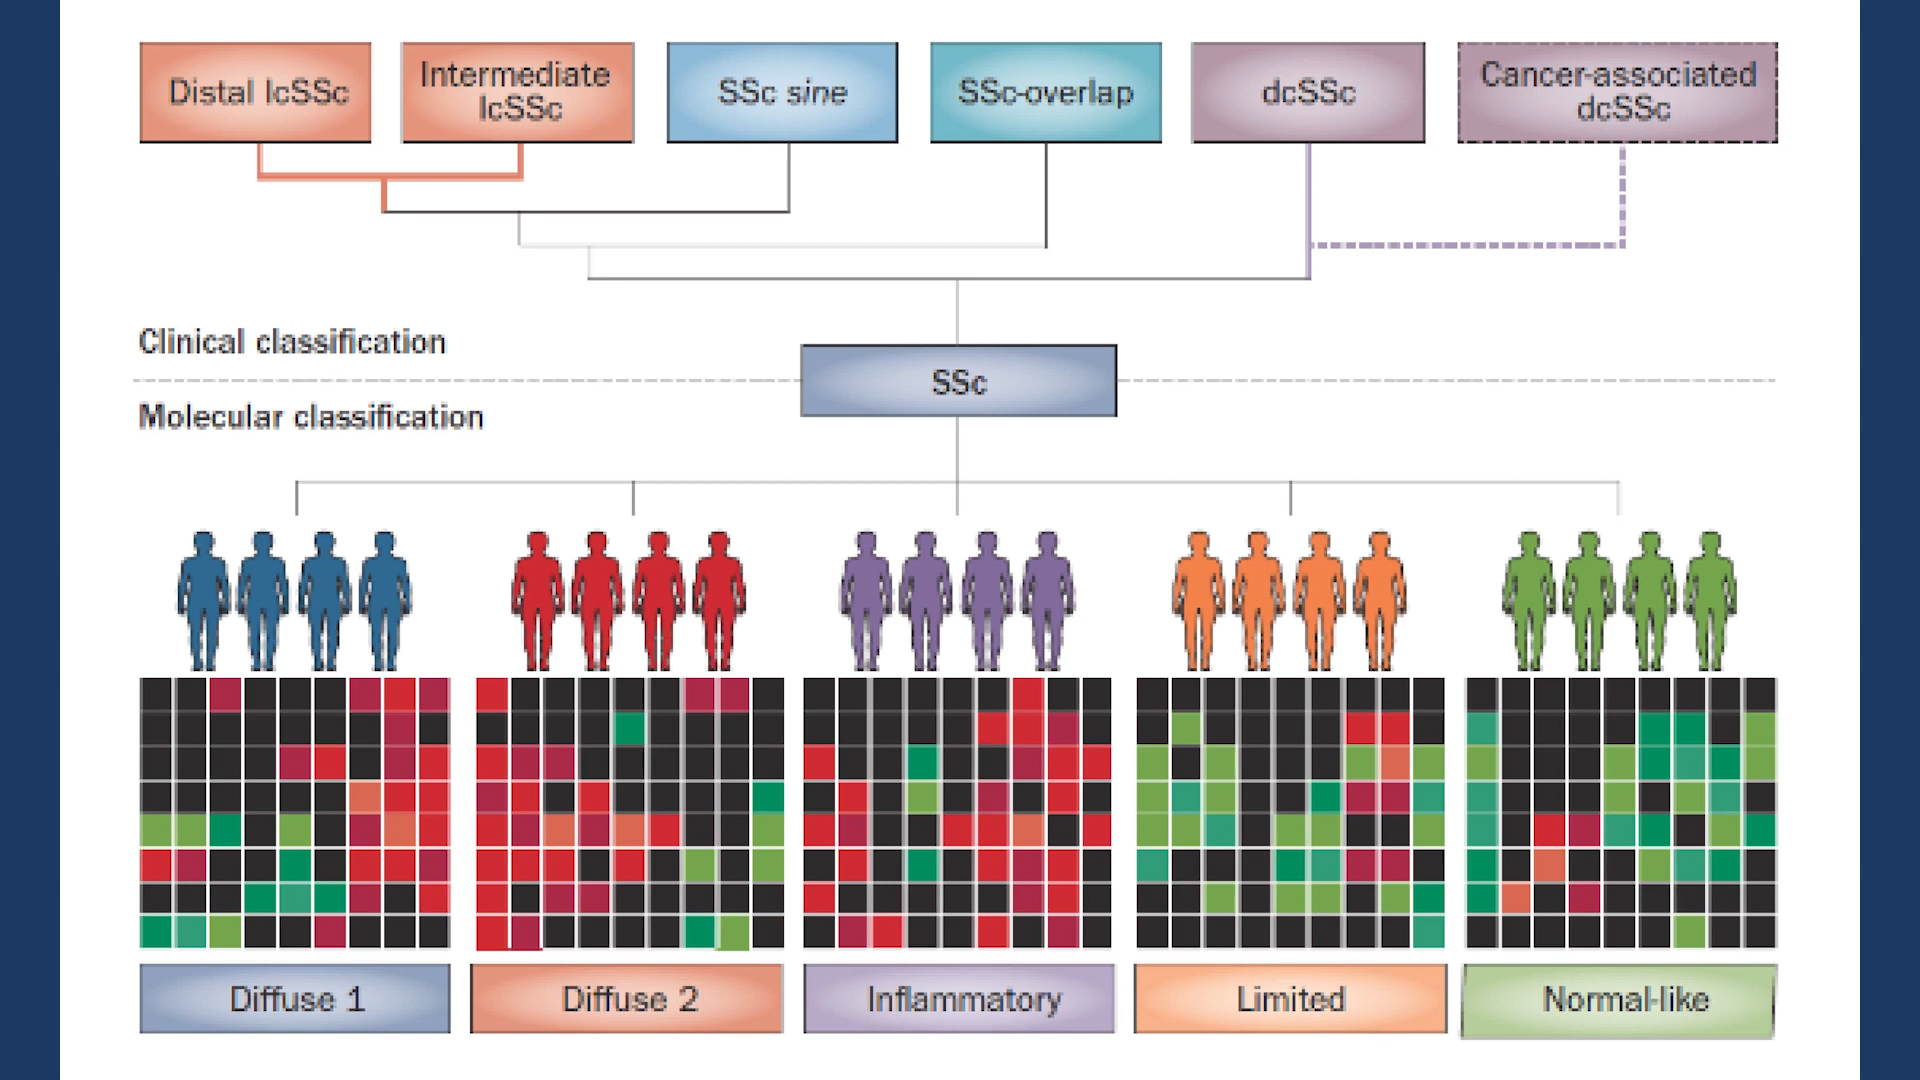 Distal lcSSc
Intermediate
lcSSc
SSc sine
SSc-overlap
dcSSc
Cancer-associated
dcSSc
Clinical classification
SSc
Molecular classification
Diffuse 1
Diffuse 2
Inflammatory
Limited
Normal-like